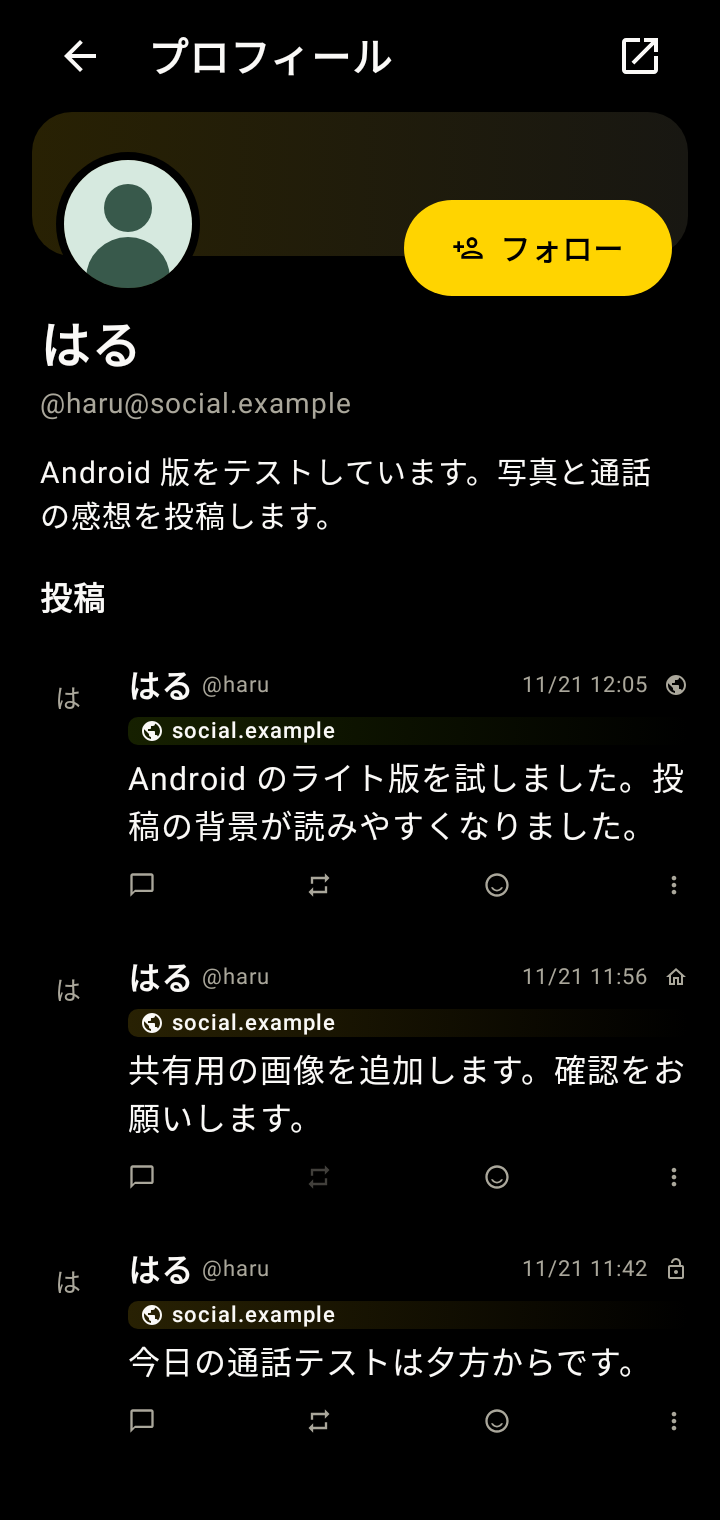 プロフィール
フォロー
はる
@haru@social.example
Android 版をテストしています。写真と通話
の感想を投稿します。
投稿
は
はる @haru 11/21 12:05
social.example
Android のライト版を試しました。投
稿の背景が読みやすくなりました。
は
はる @haru 11/21 11:56
social.example
共有用の画像を追加します。確認をお
願いします。
は
はる @haru 11/21 11:42
social.example
今日の通話テストは夕方からです。